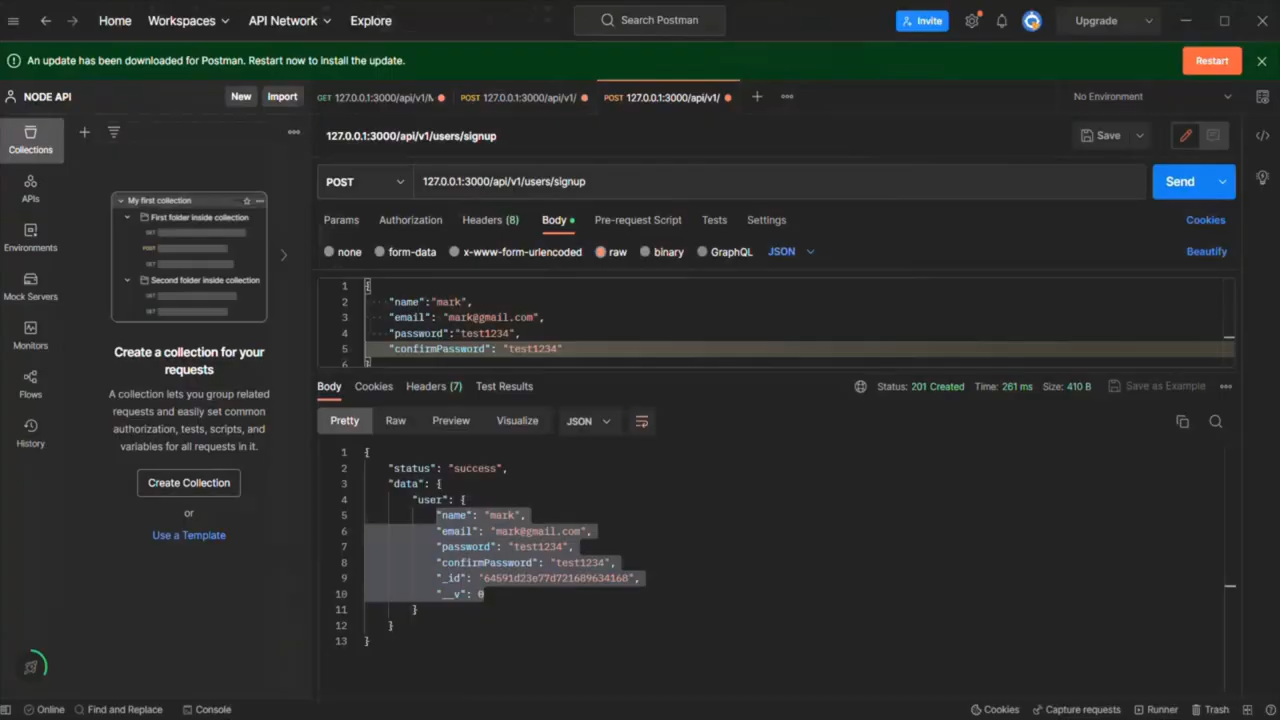 Home Workspaces API Network Explore Search Postman Invite Upgrade
An update has been downloaded for Postman. Restart now to install the update. Restart
NODE API New Import GET 127.0.0.1:3000/api/v1/ POST 127.0.0.1:3000/api/v1/ POST 127.0.0.1:3000/api/v1/ No Environment
Collections
127.0.0.1:3000/api/v1/users/signup Save
APIs
POST 127.0.0.1:3000/api/v1/users/signup Send
Environments
Params Authorization Headers (8) Body Pre-request Script Tests Settings Cookies
none form-data x-www-form-urlencoded raw binary GraphQL JSON Beautify
Mock Servers
Monitors
Flows
History
My first collection
First folder inside collection
GET
POST
GET
Second folder inside collection
GET
GET
Create a collection for your
requests
A collection lets you group related
requests and easily set common
authorization, tests, scripts, and
variables for all requests in it.
Create Collection
or
Use a Template
1 {
2 "name":"mark",
3 "email": "mark@gmail.com",
4 "password":"test1234",
5 "confirmPassword": "test1234"
6 }
Body Cookies Headers (7) Test Results Status: 201 Created Time: 261 ms Size: 410 B Save as Example
Pretty Raw Preview Visualize JSON
1 {
2 "status": "success",
3 "data": {
4 "user": {
5 "name": "mark",
6 "email": "mark@gmail.com",
7 "password": "test1234",
8 "confirmPassword": "test1234",
9 "_id": "64591d23e77d721689634168",
10 "__v": 0
11 }
12 }
13 }
Online Find and Replace Console Cookies Capture requests Runner Trash